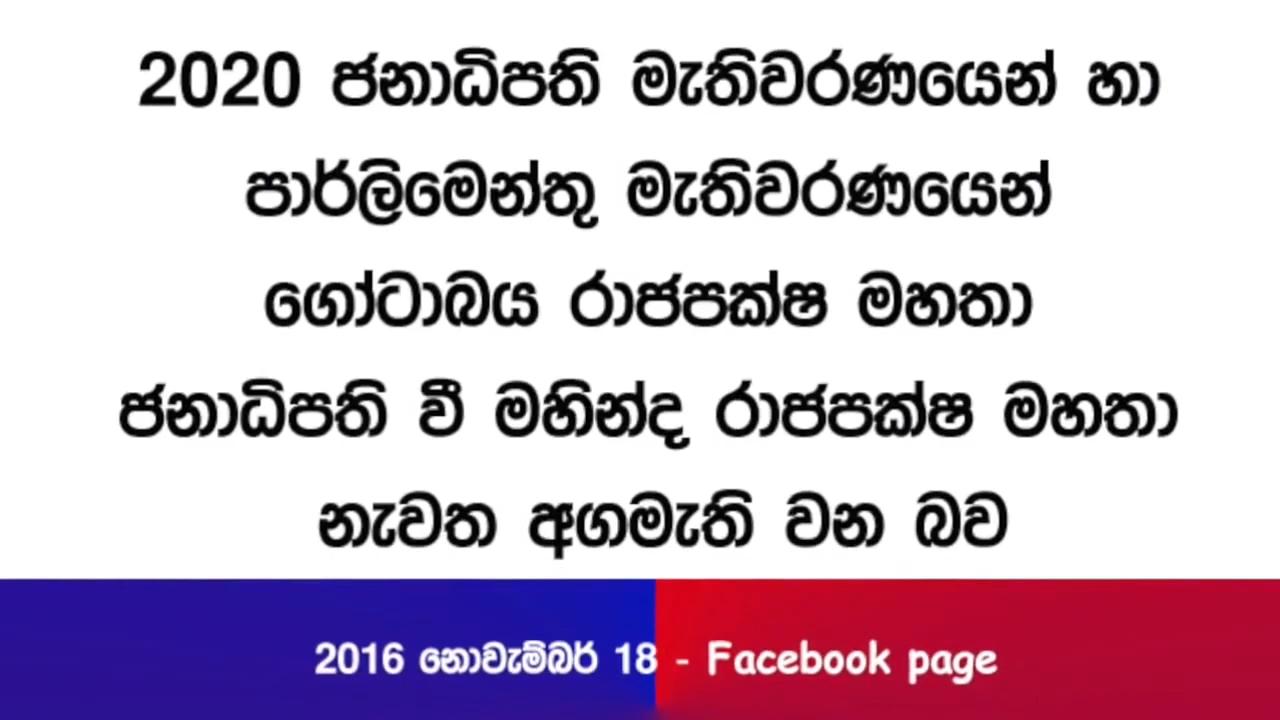 2020 ජනාධිපති මැතිවරණයෙන් හා
පාර්ලිමෙන්තු මැතිවරණයෙන්
ගෝටාබය රාජපක්ෂ මහතා
ජනාධිපති වී මහින්ද රාජපක්ෂ මහතා
නැවත අගමැති වන බව
2016 නොවැම්බර් 18 - Facebook page